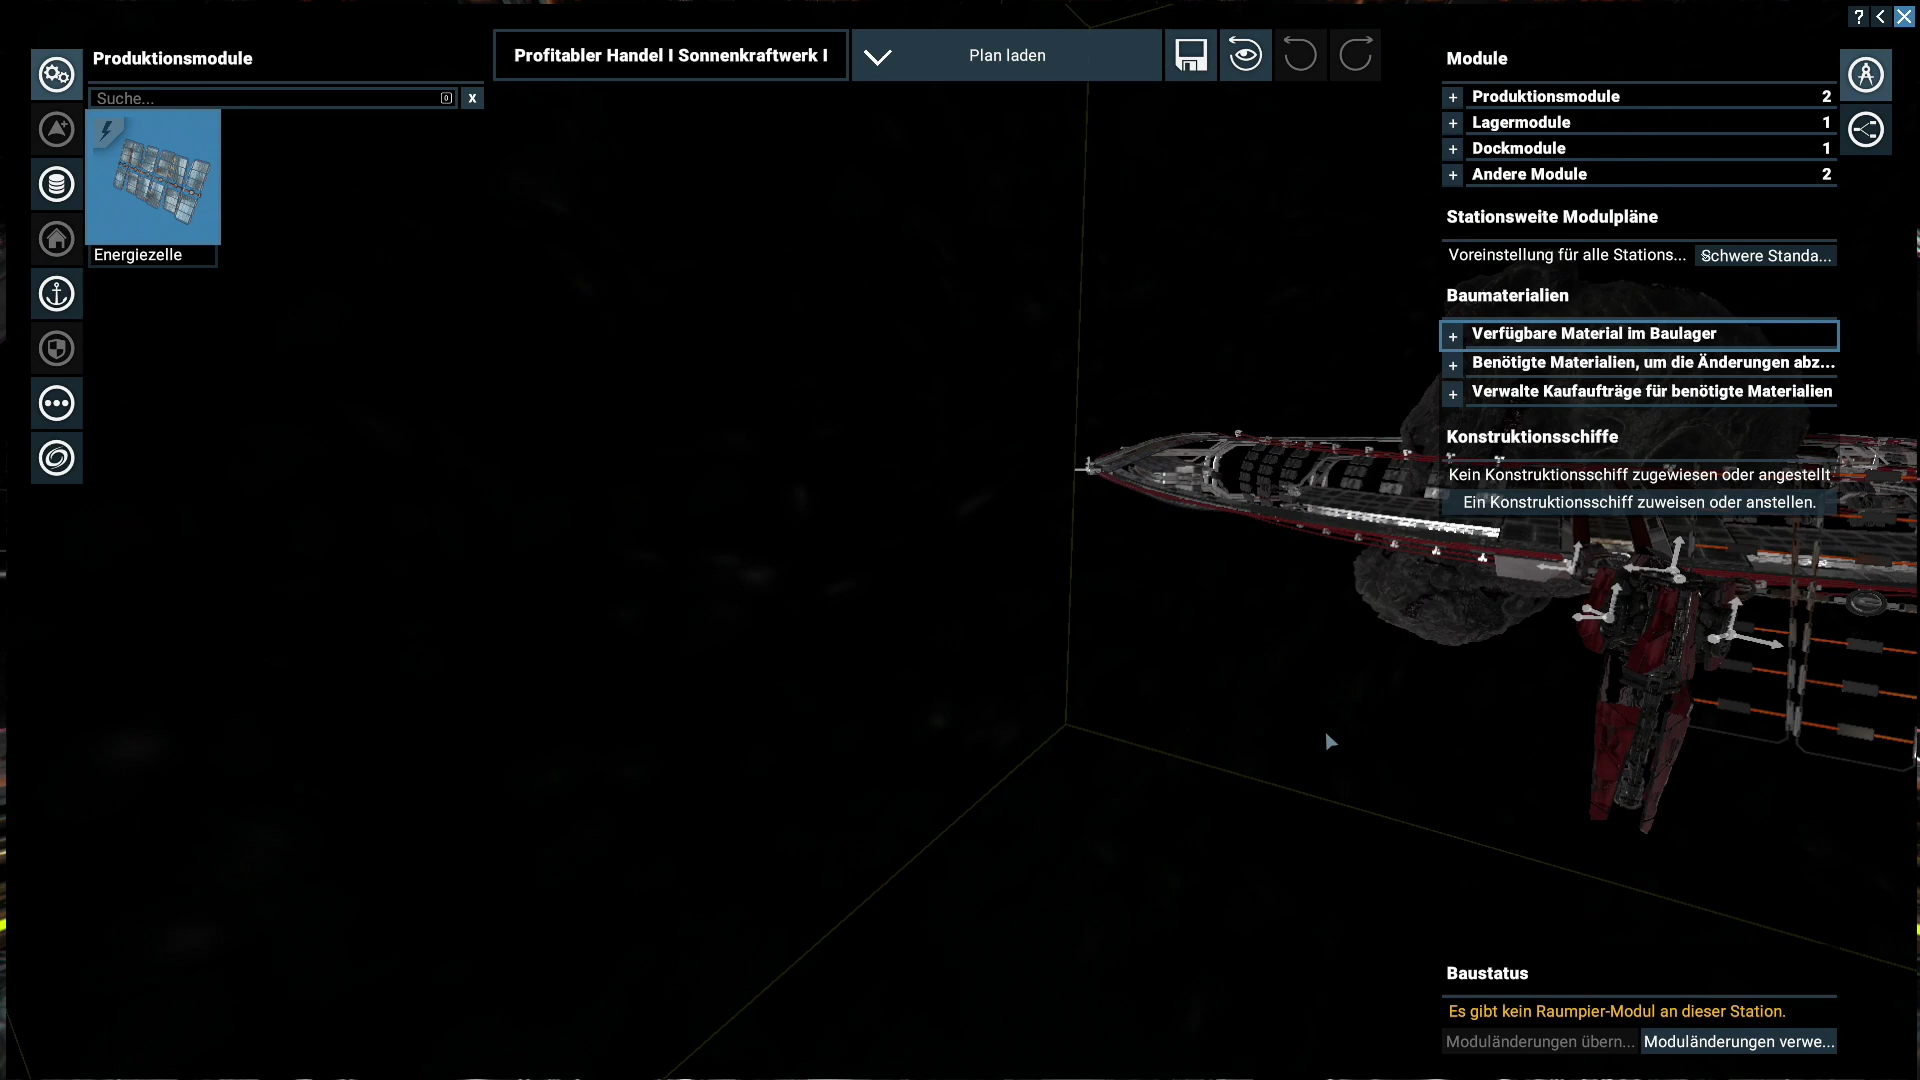 ?
Produktionsmodule
Suche...
0
x
Energiezelle
Profitabler Handel I Sonnenkraftwerk I
Plan laden
Module
+ Produktionsmodule 2
+ Lagermodule 1
+ Dockmodule 1
+ Andere Module 2
Stationsweite Modulpläne
Voreinstellung für alle Stations... Schwere Standa...
Baumaterialien
+ Verfügbare Material im Baulager
+ Benötigte Materialien, um die Änderungen abz...
+ Verwalte Kaufaufträge für benötigte Materialien
Konstruktionsschiffe
Kein Konstruktionsschiff zugewiesen oder angestellt
Ein Konstruktionsschiff zuweisen oder anstellen.
Baustatus
Es gibt kein Raumpier-Modul an dieser Station.
Moduländerungen übern... Moduländerungen verwe...